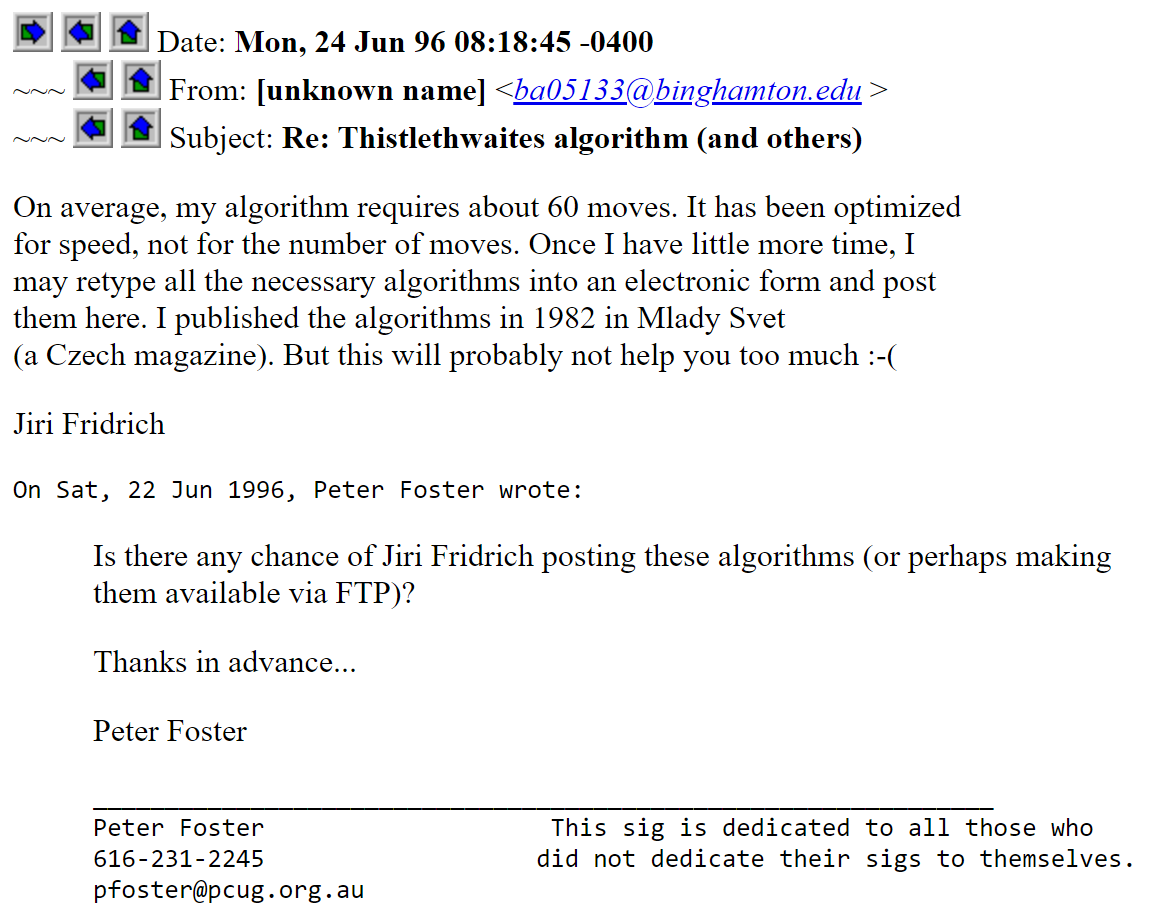 Date: Mon, 24 Jun 96 08:18:45 -0400
~~~ From: [unknown name] <ba05133@binghamton.edu >
~~~ Subject: Re: Thistlethwaites algorithm (and others)
On average, my algorithm requires about 60 moves. It has been optimized
for speed, not for the number of moves. Once I have little more time, I
may retype all the necessary algorithms into an electronic form and post
them here. I published the algorithms in 1982 in Mlady Svet
(a Czech magazine). But this will probably not help you too much :-(
Jiri Fridrich
On Sat, 22 Jun 1996, Peter Foster wrote:
Is there any chance of Jiri Fridrich posting these algorithms (or perhaps making
them available via FTP)?
Thanks in advance...
Peter Foster
_______________________________________________________________
Peter Foster                    This sig is dedicated to all those who
616-231-2245                   did not dedicate their sigs to themselves.
pfoster@pcug.org.au